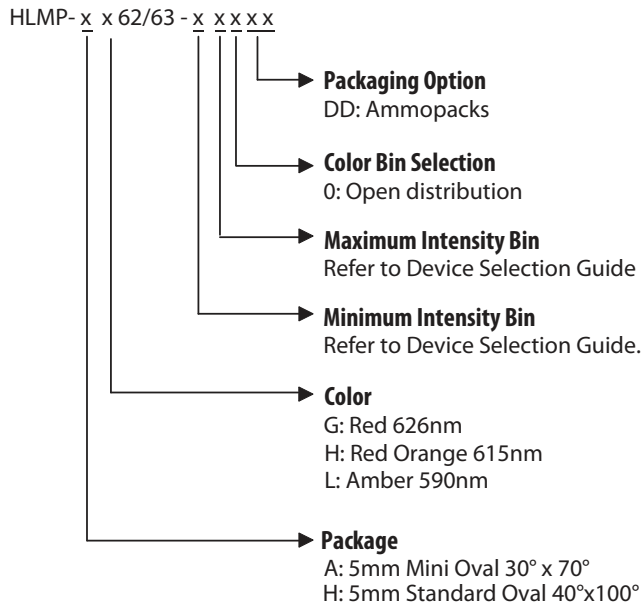 HLMP- x x 62/63 - x x x x x
Packaging Option
DD: Ammopacks
Color Bin Selection
0: Open distribution
Maximum Intensity Bin
Refer to Device Selection Guide
Minimum Intensity Bin
Refer to Device Selection Guide.
Color
G: Red 626nm
H: Red Orange 615nm
L: Amber 590nm
Package
A: 5mm Mini Oval 30° x 70°
H: 5mm Standard Oval 40°x100°